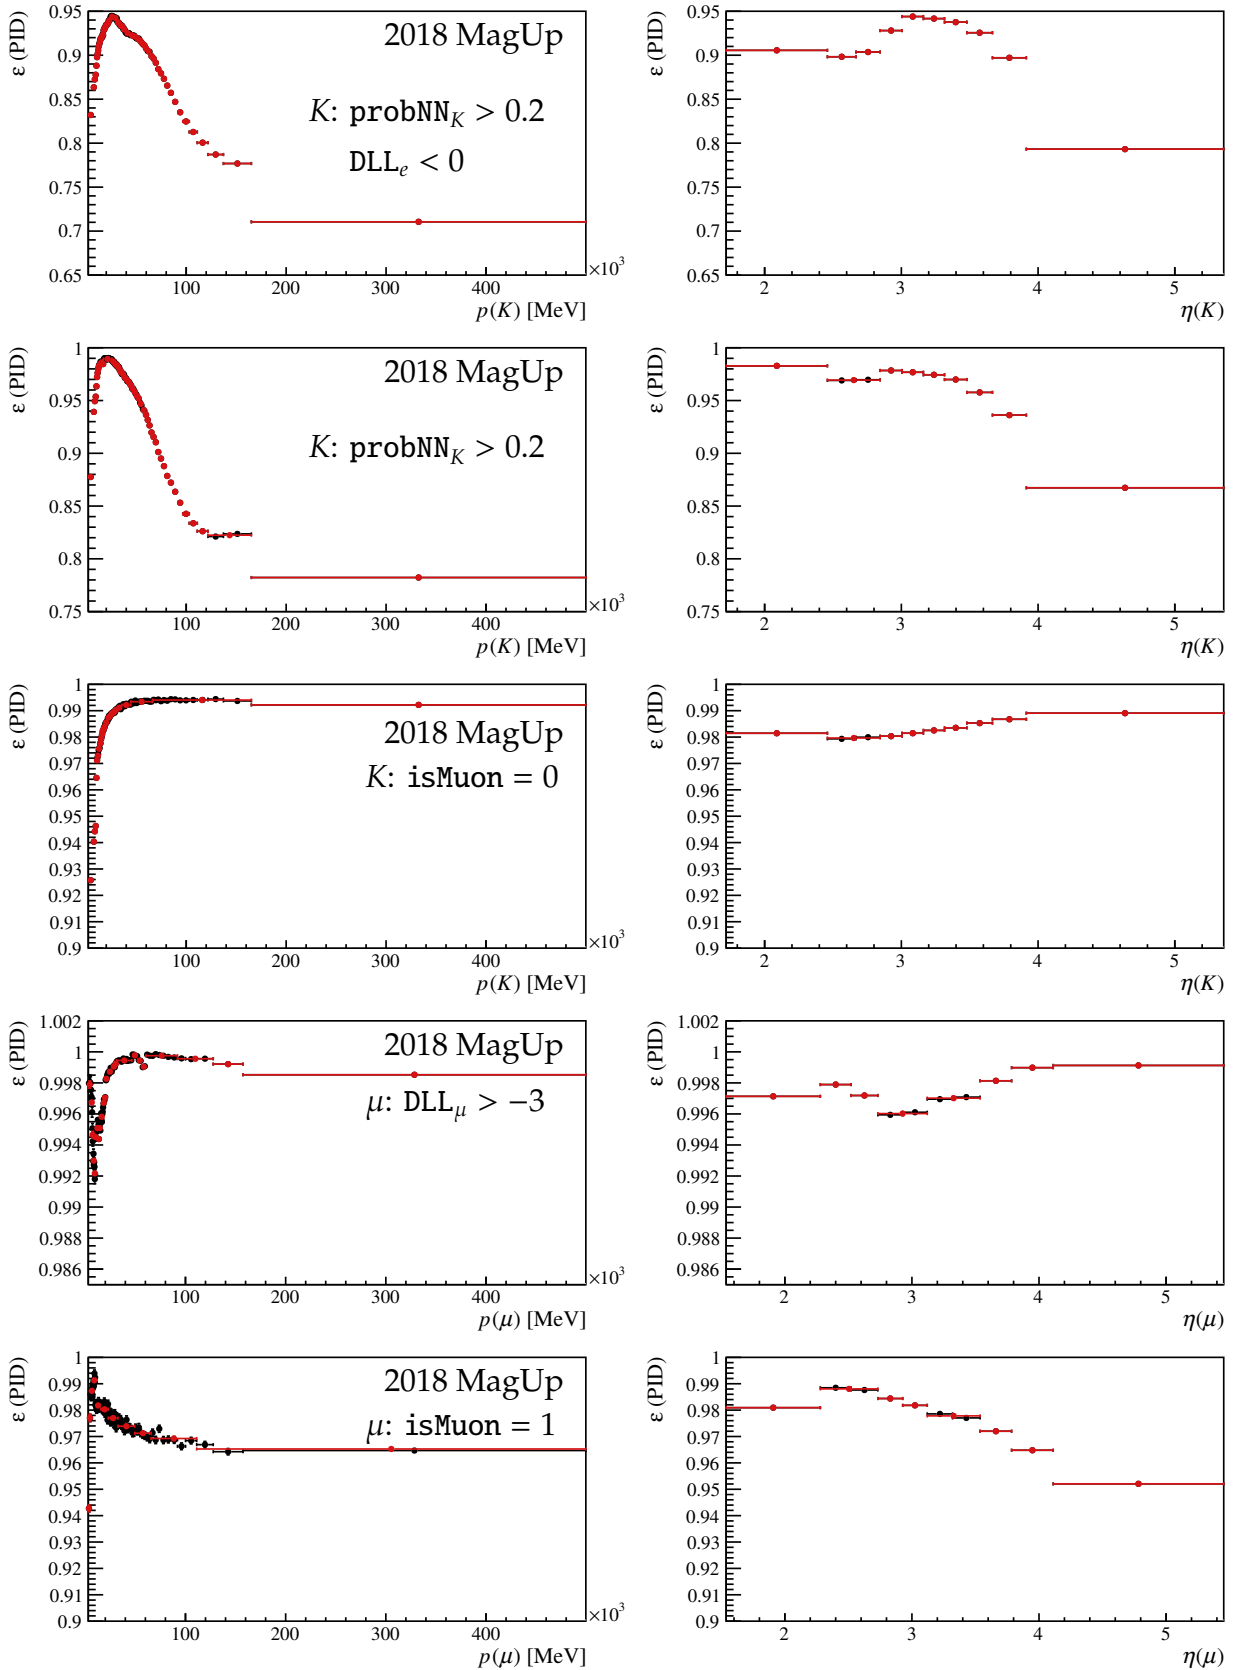 ε (PID)
0.95
0.9
0.85
0.8
0.75
0.7
0.65
2018 MagUp
K: probNN_K > 0.2
DLL_e < 0
100 200 300 400
×10³
p(K) [MeV]
ε (PID)
0.95
0.9
0.85
0.8
0.75
0.7
0.65
2 3 4 5
η(K)
ε (PID)
1
0.95
0.9
0.85
0.8
0.75
2018 MagUp
K: probNN_K > 0.2
100 200 300 400
×10³
p(K) [MeV]
ε (PID)
1
0.95
0.9
0.85
0.8
0.75
2 3 4 5
η(K)
ε (PID)
1
0.99
0.98
0.97
0.96
0.95
0.94
0.93
0.92
0.91
0.9
2018 MagUp
K: isMuon = 0
100 200 300 400
×10³
p(K) [MeV]
ε (PID)
1
0.99
0.98
0.97
0.96
0.95
0.94
0.93
0.92
0.91
0.9
2 3 4 5
η(K)
ε (PID)
1.002
1
0.998
0.996
0.994
0.992
0.99
0.988
0.986
2018 MagUp
μ: DLL_μ > −3
100 200 300 400
×10³
p(μ) [MeV]
ε (PID)
1.002
1
0.998
0.996
0.994
0.992
0.99
0.988
0.986
2 3 4 5
η(μ)
ε (PID)
1
0.99
0.98
0.97
0.96
0.95
0.94
0.93
0.92
0.91
0.9
2018 MagUp
μ: isMuon = 1
100 200 300 400
×10³
p(μ) [MeV]
ε (PID)
1
0.99
0.98
0.97
0.96
0.95
0.94
0.93
0.92
0.91
0.9
2 3 4 5
η(μ)